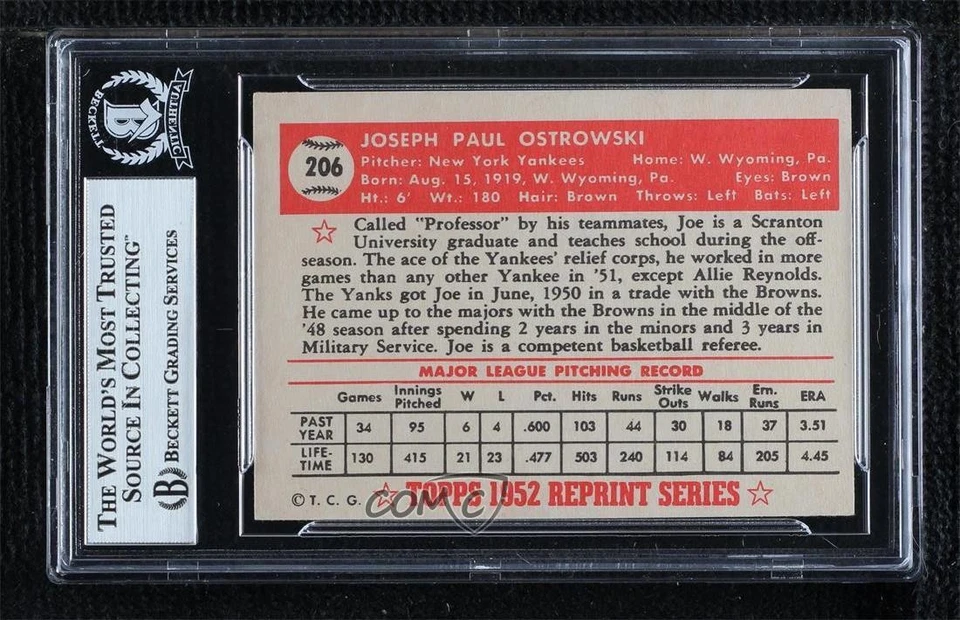 BECKETT
AUTHENTIC
B
THE WORLD'S MOST TRUSTED
SOURCE IN COLLECTING™
BECKETT GRADING SERVICES
B
206
JOSEPH PAUL OSTROWSKI
Pitcher: New York Yankees Home: W. Wyoming, Pa.
Born: Aug. 15, 1919, W. Wyoming, Pa. Eyes: Brown
Ht.: 6' Wt.: 180 Hair: Brown Throws: Left Bats: Left
Called "Professor" by his teammates, Joe is a Scranton
University graduate and teaches school during the off-
season. The ace of the Yankees' relief corps, he worked in more
games than any other Yankee in '51, except Allie Reynolds.
The Yanks got Joe in June, 1950 in a trade with the Browns.
He came up to the majors with the Browns in the middle of the
'48 season after spending 2 years in the minors and 3 years in
Military Service. Joe is a competent basketball referee.
MAJOR LEAGUE PITCHING RECORD
Games Innings Pitched W L Pct. Hits Runs Strike Outs Walks Ern. Runs ERA
PAST YEAR 34 95 6 4 .600 103 44 30 18 37 3.51
LIFE-TIME 130 415 21 23 .477 503 240 114 84 205 4.45
© T. C. G. ☆ TOPPS 1952 REPRINT SERIES ☆
COMC